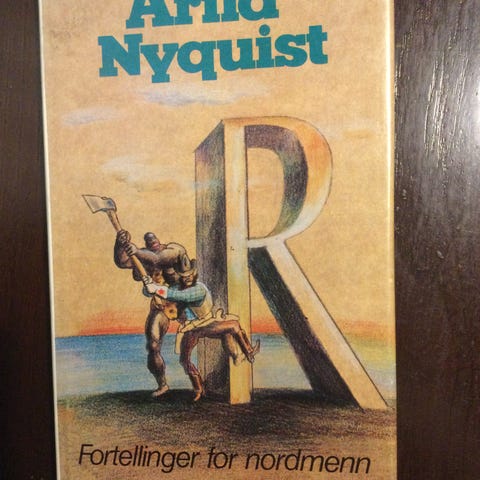 Arild
Nyquist
R
Fortellinger for nordmenn